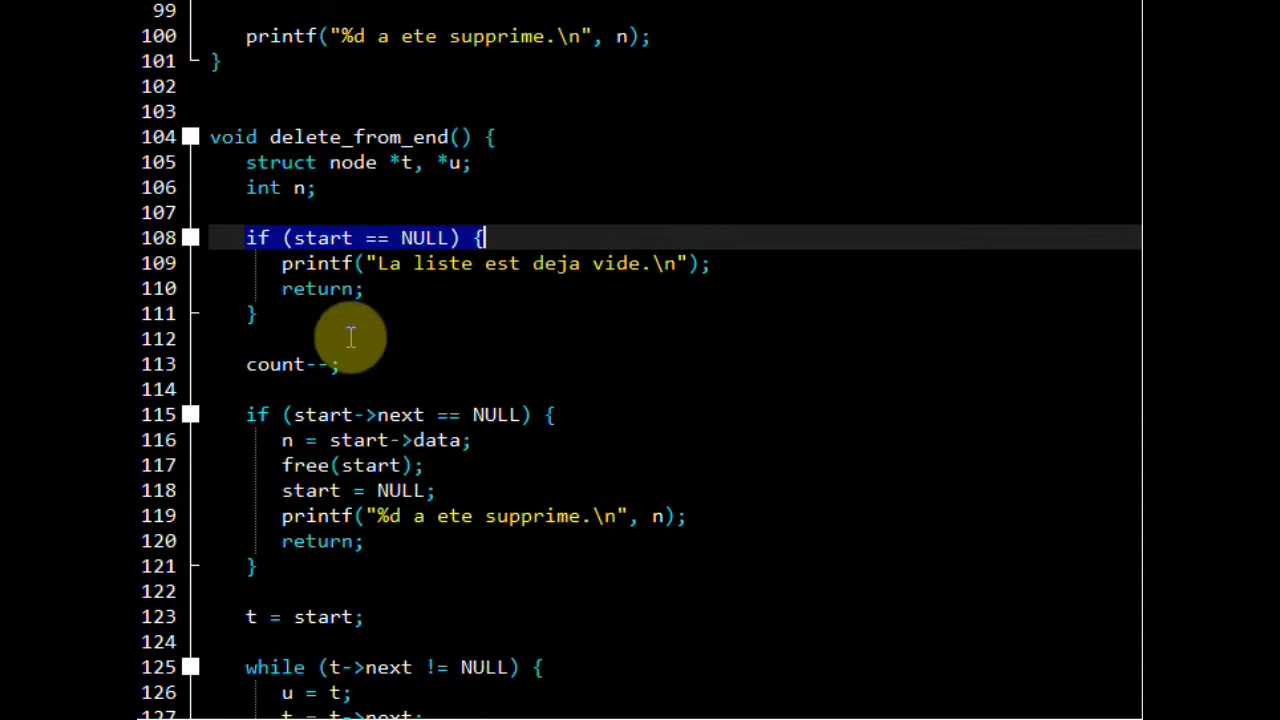 99
100 printf("%d a ete supprime.\n", n);
101 }
102
103
104 void delete_from_end() {
105 struct node *t, *u;
106 int n;
107
108 if (start == NULL) {
109 printf("La liste est deja vide.\n");
110 return;
111 }
112
113 count--;
114
115 if (start->next == NULL) {
116 n = start->data;
117 free(start);
118 start = NULL;
119 printf("%d a ete supprime.\n", n);
120 return;
121 }
122
123 t = start;
124
125 while (t->next != NULL) {
126 u = t;
127 t = t->next;